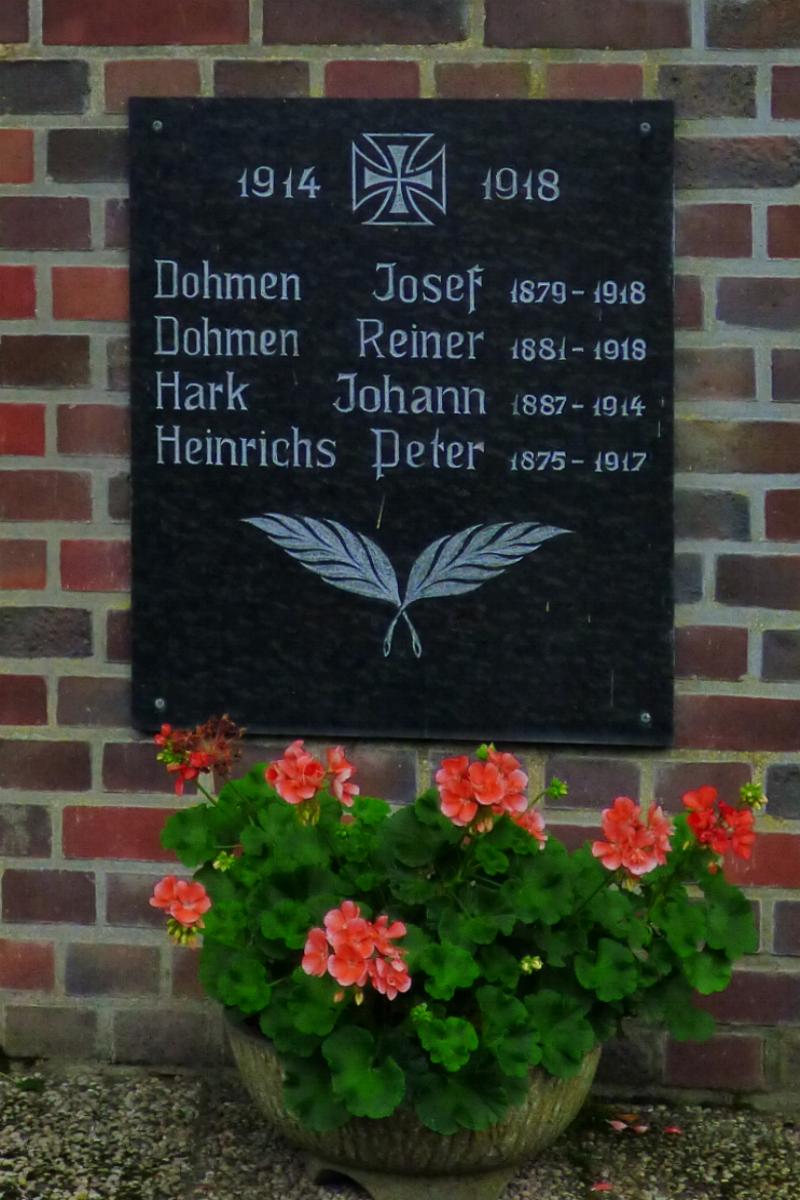 1914 1918
Dohmen Josef 1879 - 1918
Dohmen Reiner 1881 - 1918
Hark Johann 1887 - 1914
Heinrichs Peter 1875 - 1917